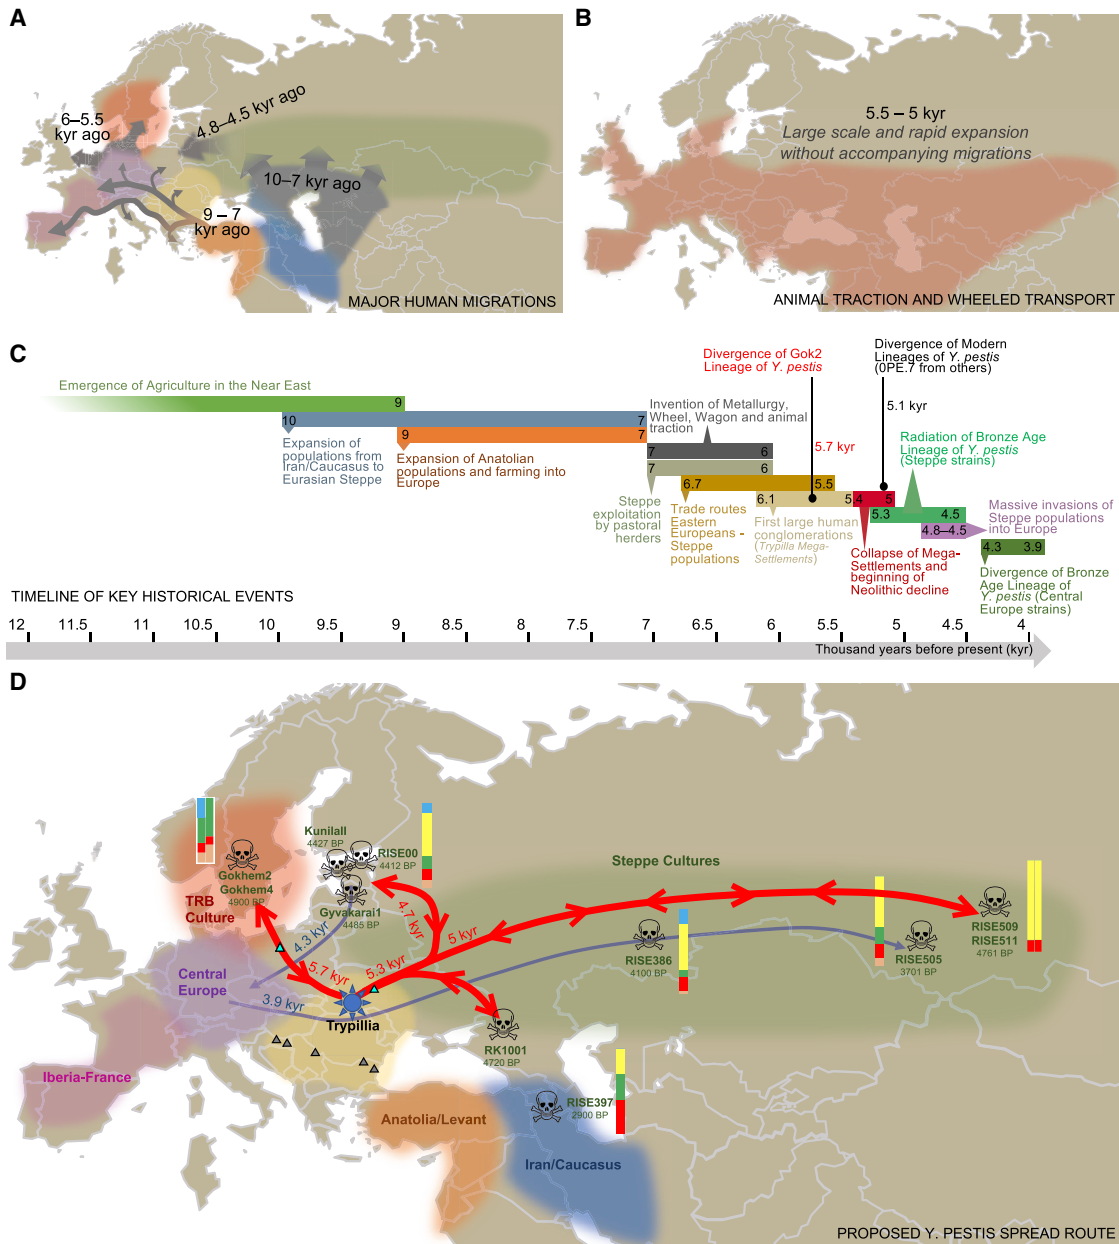 A
6–5.5
kyr ago
4.8–4.5 kyr ago
10–7 kyr ago
9 – 7
kyr ago
MAJOR HUMAN MIGRATIONS
B
5.5 – 5 kyr
Large scale and rapid expansion
without accompanying migrations
ANIMAL TRACTION AND WHEELED TRANSPORT
C
Emergence of Agriculture in the Near East
9
10
7
Expansion of
populations from
Iran/Caucasus to
Eurasian Steppe
9
7
Expansion of Anatolian
populations and farming into
Europe
Invention of Metallurgy,
Wheel, Wagon and animal
traction
7
6
7
6
Steppe
exploitation
by pastoral
herders
6.7
5.5
Trade routes
Eastern
Europeans -
Steppe
populations
Divergence of Gok2
Lineage of Y. pestis
5.7 kyr
6.1
5.4
5
First large human
conglomerations
(Trypilla Mega-
Settlements)
Divergence of Modern
Lineages of Y. pestis
(0PE.7 from others)
5.1 kyr
Collapse of Mega-
Settlements and
beginning of
Neolithic decline
Radiation of Bronze Age
Lineage of Y. pestis
(Steppe strains)
5.3
4.5
4.8–4.5
Massive invasions of
Steppe populations
into Europe
4.3
3.9
Divergence of Bronze
Age Lineage of
Y. pestis (Central
Europe strains)
TIMELINE OF KEY HISTORICAL EVENTS
12 11.5 11 10.5 10 9.5 9 8.5 8 7.5 7 6.5 6 5.5 5 4.5 4
Thousand years before present (kyr)
D
Kunilall
4427 BP
RISE00
4412 BP
Gokhem2
Gokhem4
4900 BP
TRB
Culture
Gyvakarai1
4485 BP
Steppe Cultures
4.7 kyr
4.3 kyr
5 kyr
5.3 kyr
5.7 kyr
3.9 kyr
Central
Europe
Trypillia
RISE386
4100 BP
RISE505
3701 BP
RISE509
RISE511
4761 BP
RK1001
4720 BP
Iberia-France
RISE397
2900 BP
Anatolia/Levant
Iran/Caucasus
PROPOSED Y. PESTIS SPREAD ROUTE